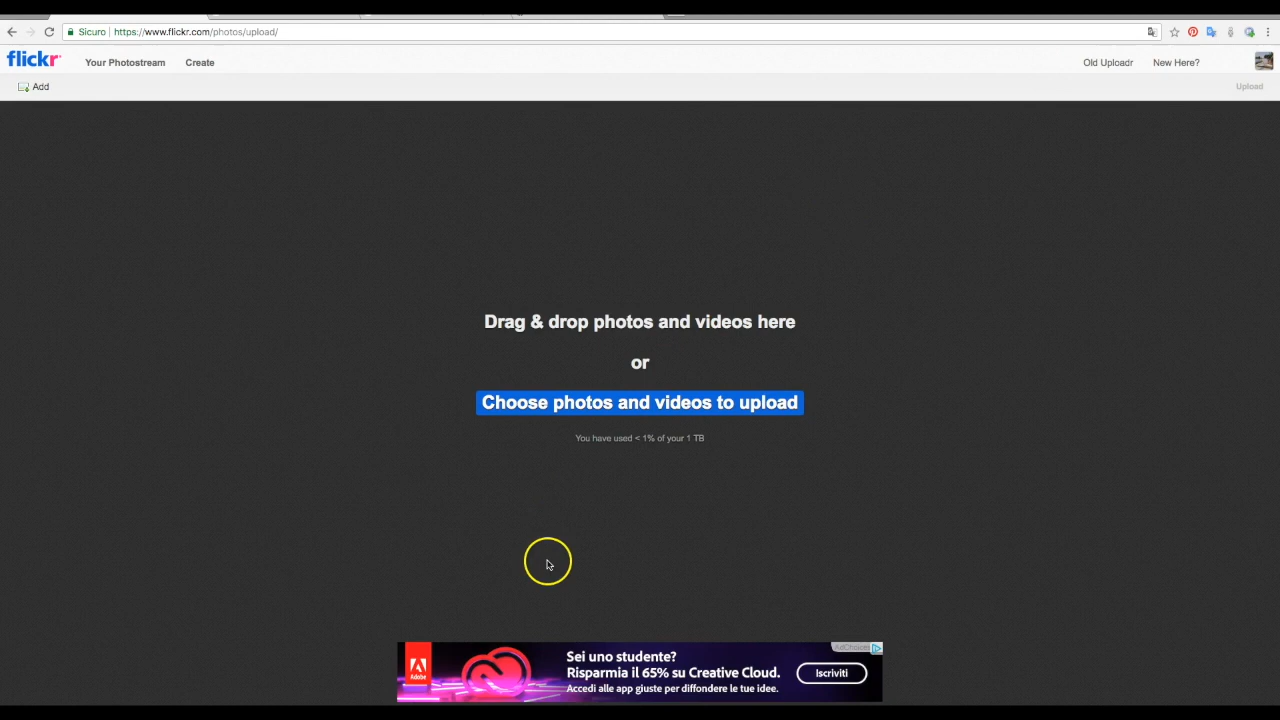 Sicuro https://www.flickr.com/photos/upload/
flickr Your Photostream Create Old Uploadr New Here?
Add Upload
Drag & drop photos and videos here
or
Choose photos and videos to upload
You have used < 1% of your 1 TB
AdChoices
Adobe
Sei uno studente?
Risparmia il 65% su Creative Cloud.
Accedi alle app giuste per diffondere le tue idee.
Iscriviti